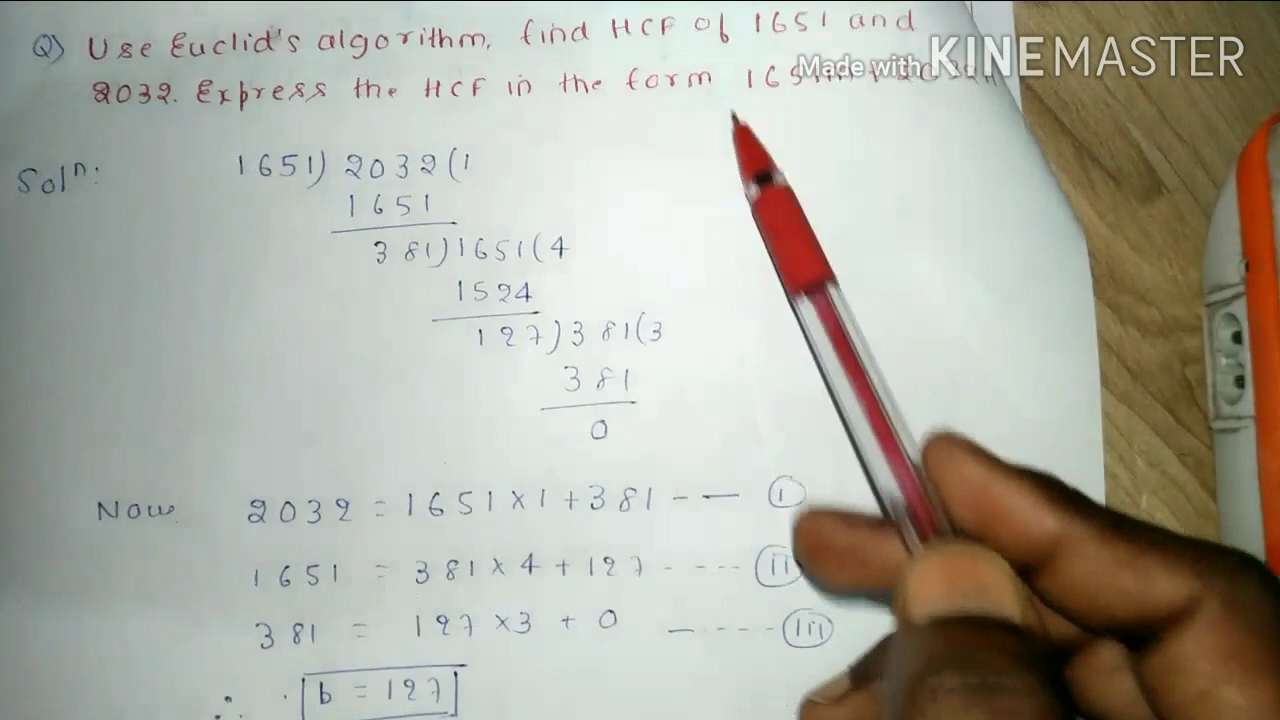 Q) Use Euclid's algorithm, find HCF of 1651 and
Made with KINEMASTER
2032. Express the HCF in the form
Solⁿ: 1651) 2032 (1
1651
381) 1651 (4
1524
127) 381 (3
381
0
Now 2032 = 1651 × 1 + 381 -- — (i)
1651 = 381 × 4 + 127 - ---- (ii)
381 = 127 × 3 + 0 — ---- (iii)
∴ b = 127